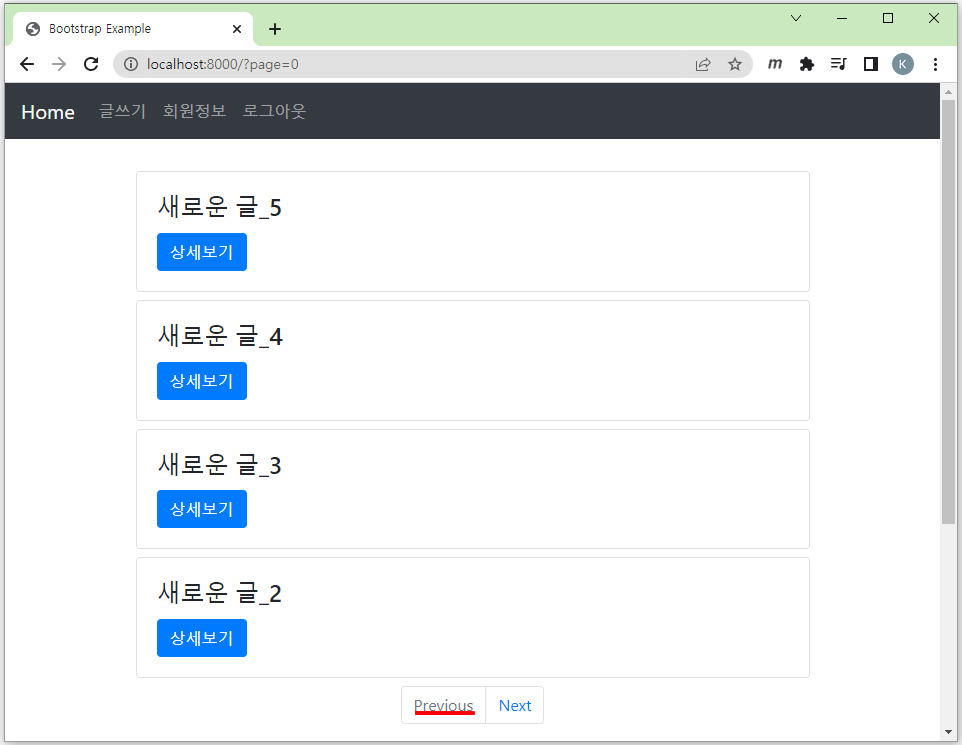 Bootstrap Example
localhost:8000/?page=0
m
K
Home 글쓰기 회원정보 로그아웃
새로운 글_5
상세보기
새로운 글_4
상세보기
새로운 글_3
상세보기
새로운 글_2
상세보기
Previous Next